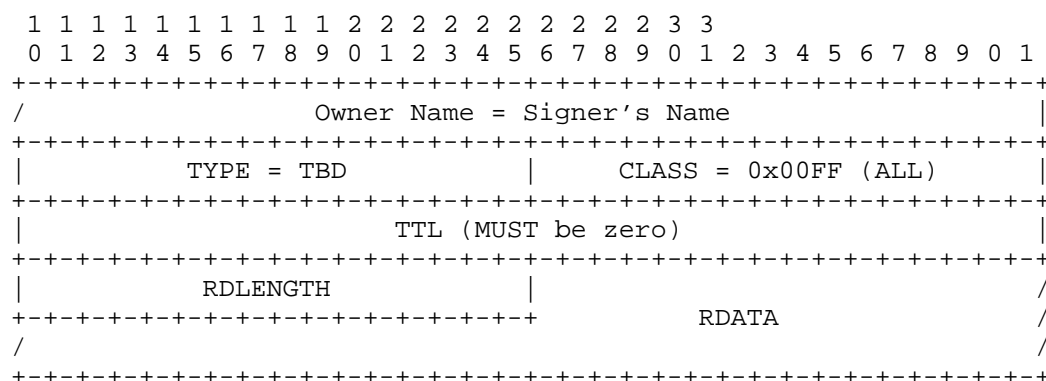 1 1 1 1 1 1 1 1 1 1 2 2 2 2 2 2 2 2 2 2 3 3
 0 1 2 3 4 5 6 7 8 9 0 1 2 3 4 5 6 7 8 9 0 1 2 3 4 5 6 7 8 9 0 1
+-+-+-+-+-+-+-+-+-+-+-+-+-+-+-+-+-+-+-+-+-+-+-+-+-+-+-+-+-+-+-+-+
/                  Owner Name = Signer's Name                   |
+-+-+-+-+-+-+-+-+-+-+-+-+-+-+-+-+-+-+-+-+-+-+-+-+-+-+-+-+-+-+-+-+
|          TYPE = TBD           |     CLASS = 0x00FF (ALL)      |
+-+-+-+-+-+-+-+-+-+-+-+-+-+-+-+-+-+-+-+-+-+-+-+-+-+-+-+-+-+-+-+-+
|                       TTL (MUST be zero)                      |
+-+-+-+-+-+-+-+-+-+-+-+-+-+-+-+-+-+-+-+-+-+-+-+-+-+-+-+-+-+-+-+-+
|           RDLENGTH            |                               /
+-+-+-+-+-+-+-+-+-+-+-+-+-+-+-+-+          RDATA                /
/                                                               /
+-+-+-+-+-+-+-+-+-+-+-+-+-+-+-+-+-+-+-+-+-+-+-+-+-+-+-+-+-+-+-+-+